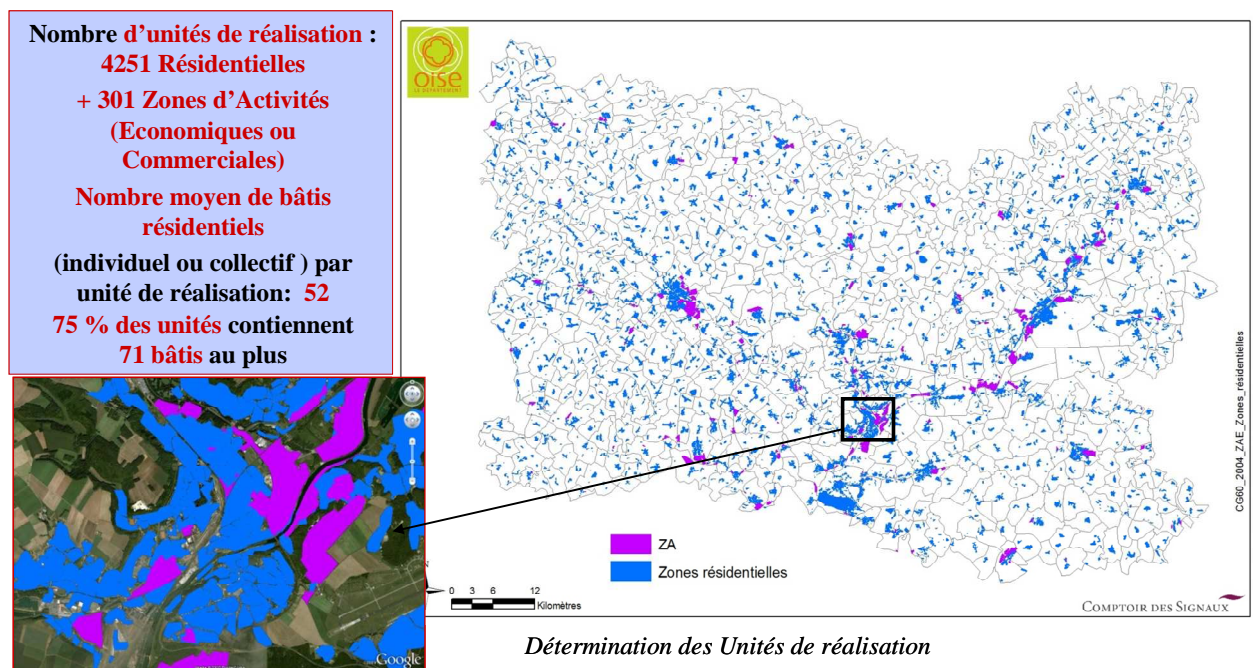 Nombre d’unités de réalisation :
4251 Résidentielles
+ 301 Zones d’Activités
(Economiques ou
Commerciales)
Nombre moyen de bâtis
résidentiels
(individuel ou collectif ) par
unité de réalisation: 52
75 % des unités contiennent
71 bâtis au plus
Oise
LE DÉPARTEMENT
CG60_2004_ZAE_Zones_résidentielles
ZA
Zones résidentielles
N
0 3 6 12
Kilomètres
COMPTOIR DES SIGNAUX
Google
Détermination des Unités de réalisation